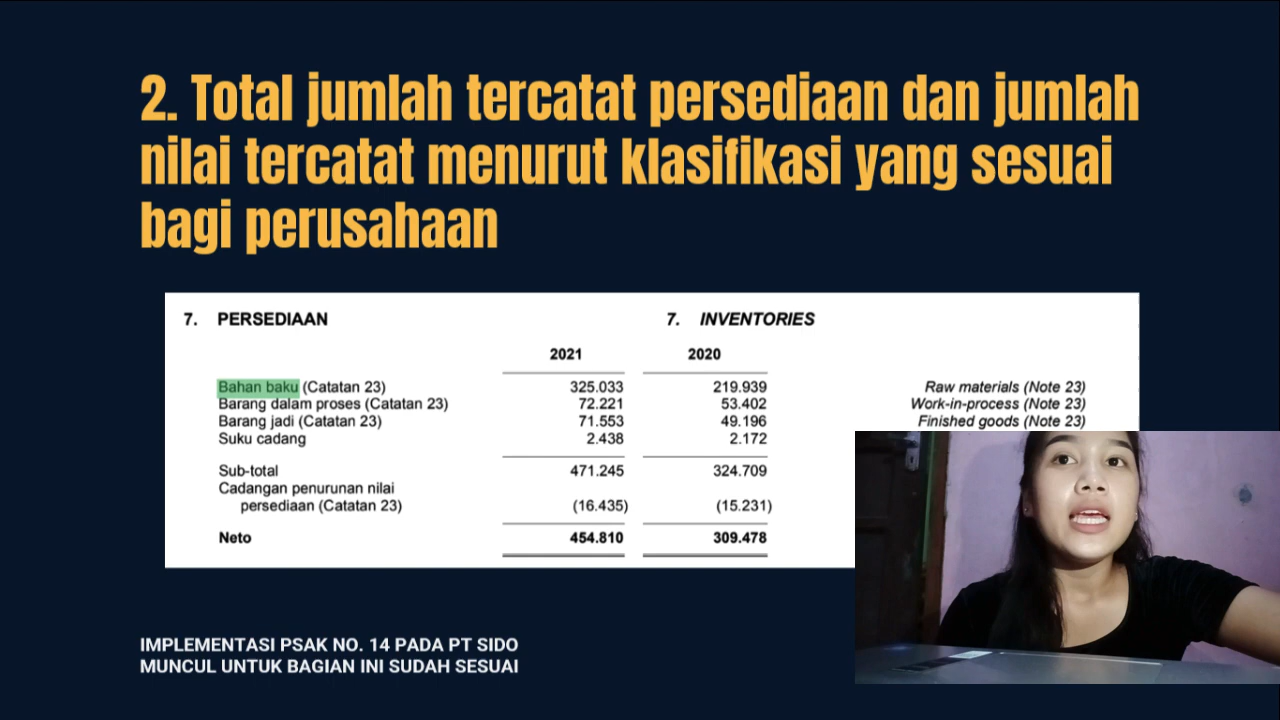 2. Total jumlah tercatat persediaan dan jumlah
nilai tercatat menurut klasifikasi yang sesuai
bagi perusahaan
7. PERSEDIAAN 7. INVENTORIES
2021 2020
Bahan baku (Catatan 23) 325.033 219.939 Raw materials (Note 23)
Barang dalam proses (Catatan 23) 72.221 53.402 Work-in-process (Note 23)
Barang jadi (Catatan 23) 71.553 49.196 Finished goods (Note 23)
Suku cadang 2.438 2.172
Sub-total 471.245 324.709
Cadangan penurunan nilai
persediaan (Catatan 23) (16.435) (15.231)
Neto 454.810 309.478
IMPLEMENTASI PSAK NO. 14 PADA PT SIDO
MUNCUL UNTUK BAGIAN INI SUDAH SESUAI